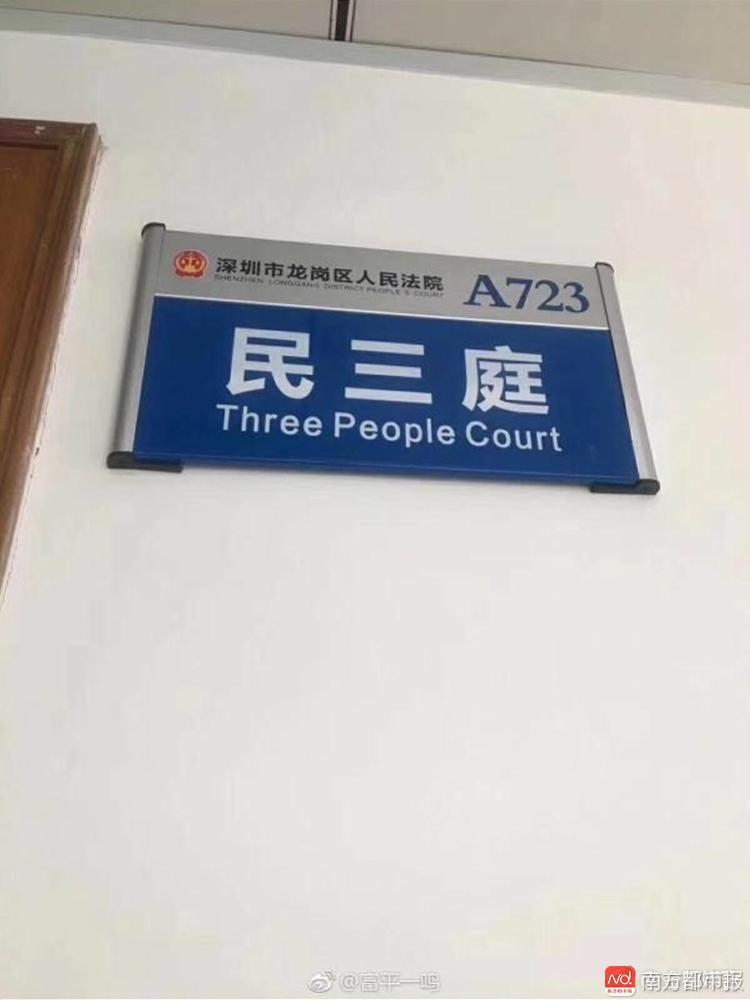 深圳市龙岗区人民法院
SHENZHEN LONGGANG DISTRICT PEOPLE'S COURT
A723
民三庭
Three People Court
@高平一鸣
南方都市报